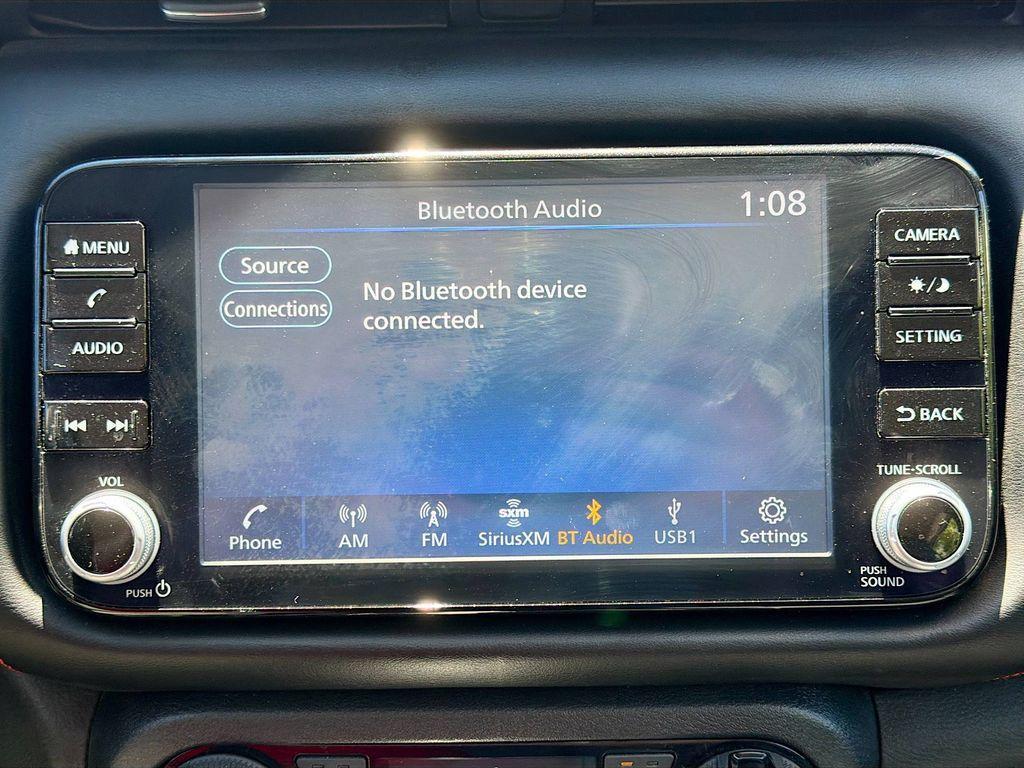 Bluetooth Audio
1:08
Source
Connections
No Bluetooth device
connected.
Phone
AM
FM
sxm
SiriusXM
BT Audio
USB1
Settings
MENU
AUDIO
VOL
PUSH
CAMERA
SETTING
BACK
TUNE-SCROLL
PUSH
SOUND